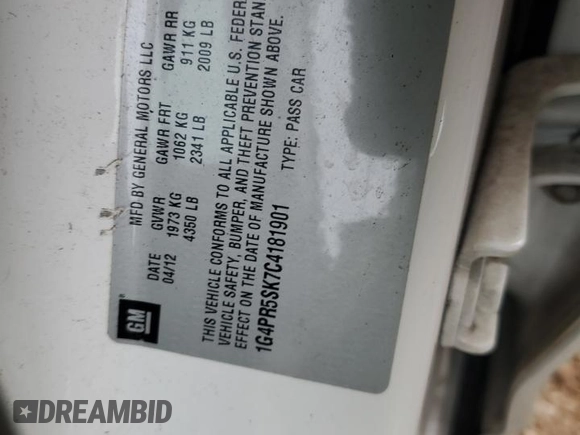 MFD BY GENERAL MOTORS LLC
DATE GVWR GAWR FRT GAWR RR
04/12 1973 KG 1062 KG 911 KG
4350 LB 2341 LB 2009 LB
THIS VEHICLE CONFORMS TO ALL APPLICABLE U.S. FEDER
VEHICLE SAFETY, BUMPER, AND THEFT PREVENTION STAN
EFFECT ON THE DATE OF MANUFACTURE SHOWN ABOVE.
1G4PR5SK7C4181901 TYPE: PASS CAR
GM
DREAMBID